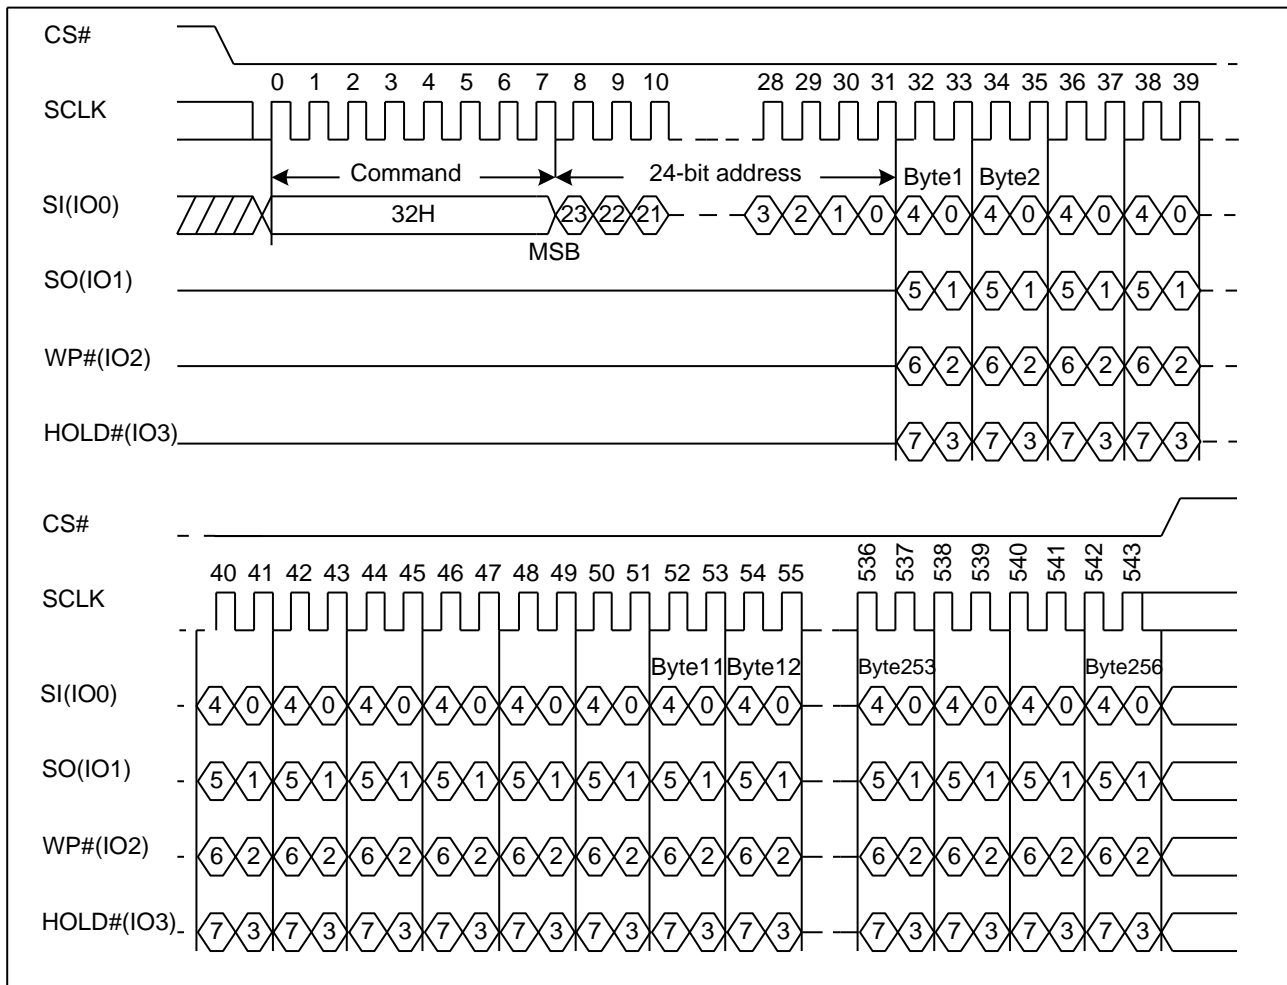 CS#
0 1 2 3 4 5 6 7 8 9 10 28 29 30 31 32 33 34 35 36 37 38 39
SCLK
Command 24-bit address Byte1 Byte2
SI(IO0) 32H 23 22 21 3 2 1 0 4 0 4 0 4 0 4 0
MSB
SO(IO1) 5 1 5 1 5 1 5 1
WP#(IO2) 6 2 6 2 6 2 6 2
HOLD#(IO3) 7 3 7 3 7 3 7 3
CS#
40 41 42 43 44 45 46 47 48 49 50 51 52 53 54 55 536 537 538 539 540 541 542 543
SCLK
Byte11 Byte12 Byte253 Byte256
SI(IO0) 4 0 4 0 4 0 4 0 4 0 4 0 4 0 4 0 4 0 4 0 4 0 4 0
SO(IO1) 5 1 5 1 5 1 5 1 5 1 5 1 5 1 5 1 5 1 5 1 5 1 5 1
WP#(IO2) 6 2 6 2 6 2 6 2 6 2 6 2 6 2 6 2 6 2 6 2 6 2 6 2
HOLD#(IO3) 7 3 7 3 7 3 7 3 7 3 7 3 7 3 7 3 7 3 7 3 7 3 7 3